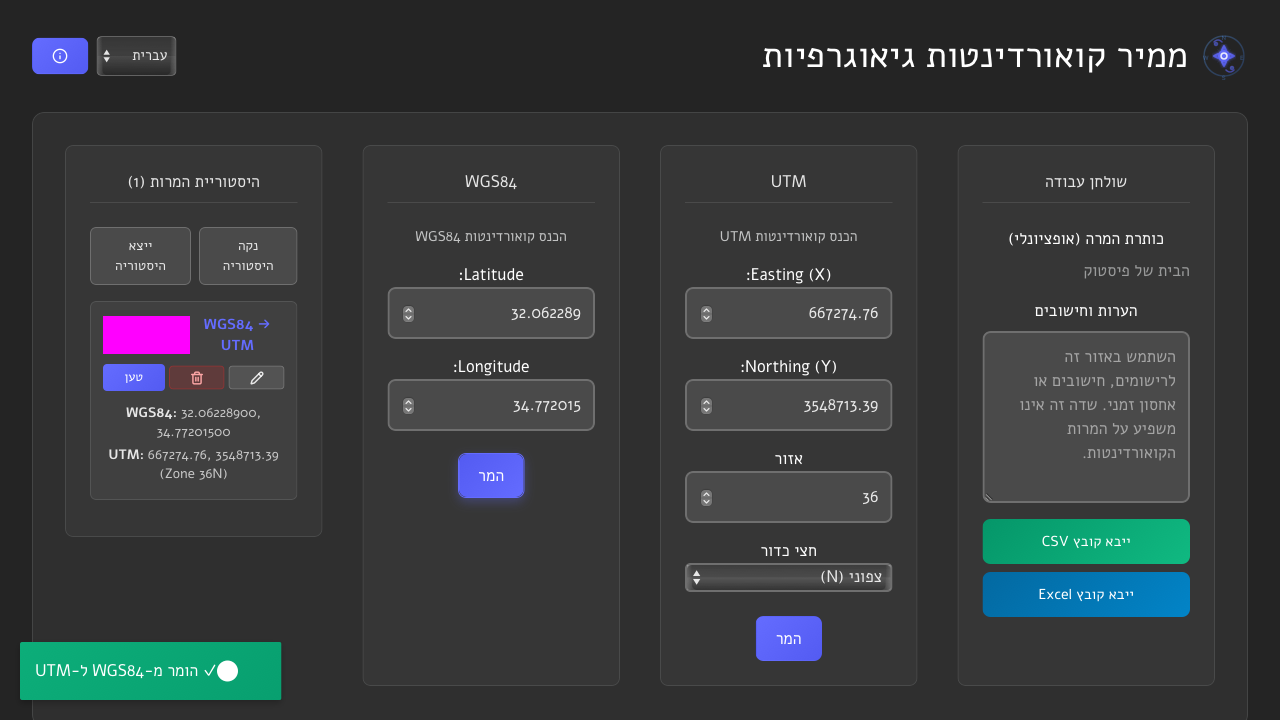 ממיר קואורדינטות גיאוגרפיות
עברית
שולחן עבודה
כותרת המרה (אופציונלי)
הבית של פיסטוק
הערות וחישובים
השתמש באזור זה
לרישומים, חישובים או
אחסון זמני. שדה זה אינו
משפיע על המרות
הקואורדינטות.
ייבא קובץ CSV
ייבא קובץ Excel
UTM
הכנס קואורדינטות UTM
Easting (X):
667274.76
Northing (Y):
3548713.39
אזור
36
חצי כדור
צפוני (N)
המר
WGS84
הכנס קואורדינטות WGS84
Latitude:
32.062289
Longitude:
34.772015
המר
היסטוריית המרות (1)
נקה
היסטוריה
ייצא
היסטוריה
WGS84 →
UTM
טען
WGS84: 32.06228900,
34.77201500
UTM: 667274.76, 3548713.39
(Zone 36N)
✓ הומר מ-WGS84 ל-UTM